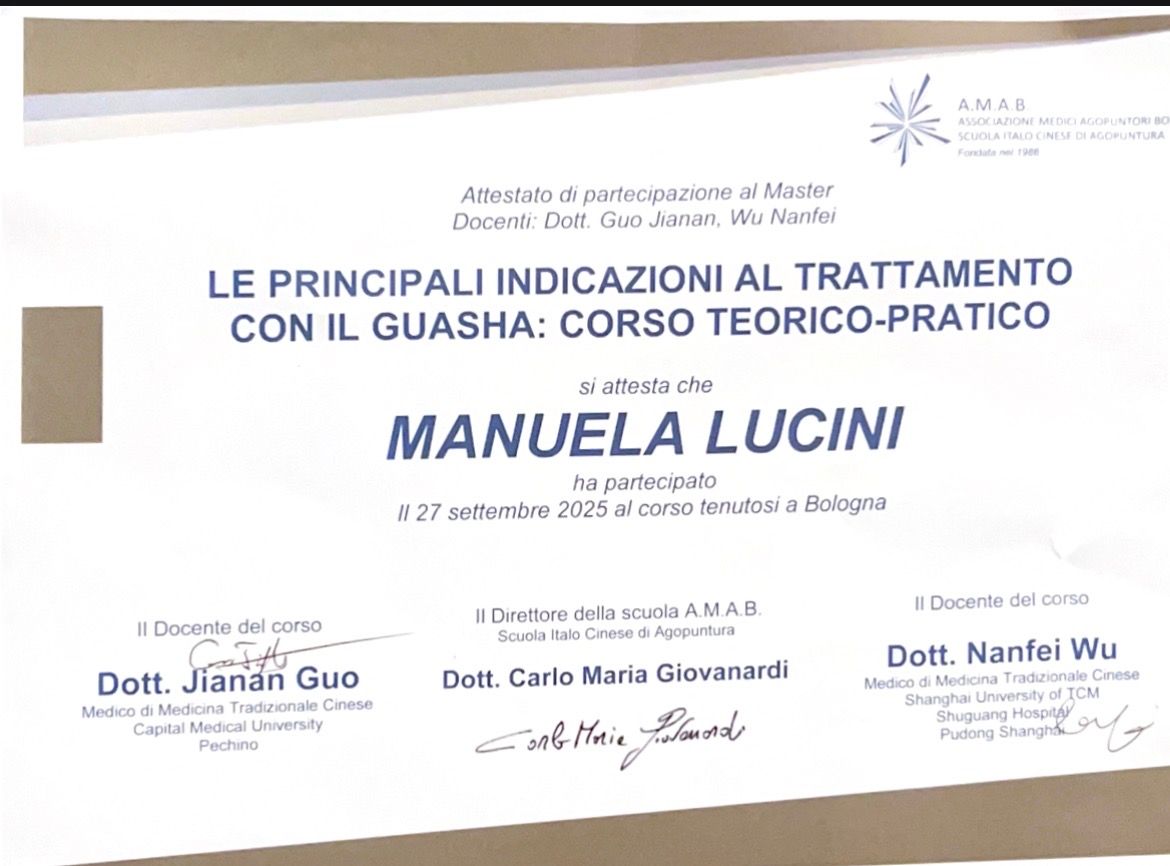 A.M.A.B
ASSOCIAZIONE MEDICI AGOPUNTORI BO
SCUOLA ITALO CINESE DI AGOPUNTURA
Fondata nel 1986
Attestato di partecipazione al Master
Docenti: Dott. Guo Jianan, Wu Nanfei
LE PRINCIPALI INDICAZIONI AL TRATTAMENTO
CON IL GUASHA: CORSO TEORICO-PRATICO
si attesta che
MANUELA LUCINI
ha partecipato
Il 27 settembre 2025 al corso tenutosi a Bologna
Il Docente del corso
Dott. Jianan Guo
Medico di Medicina Tradizionale Cinese
Capital Medical University
Pechino
Il Direttore della scuola A.M.A.B.
Scuola Italo Cinese di Agopuntura
Dott. Carlo Maria Giovanardi
Carlo Maria Giovanardi
Il Docente del corso
Dott. Nanfei Wu
Medico di Medicina Tradizionale Cinese
Shanghai University of TCM
Shuguang Hospital
Pudong Shanghai